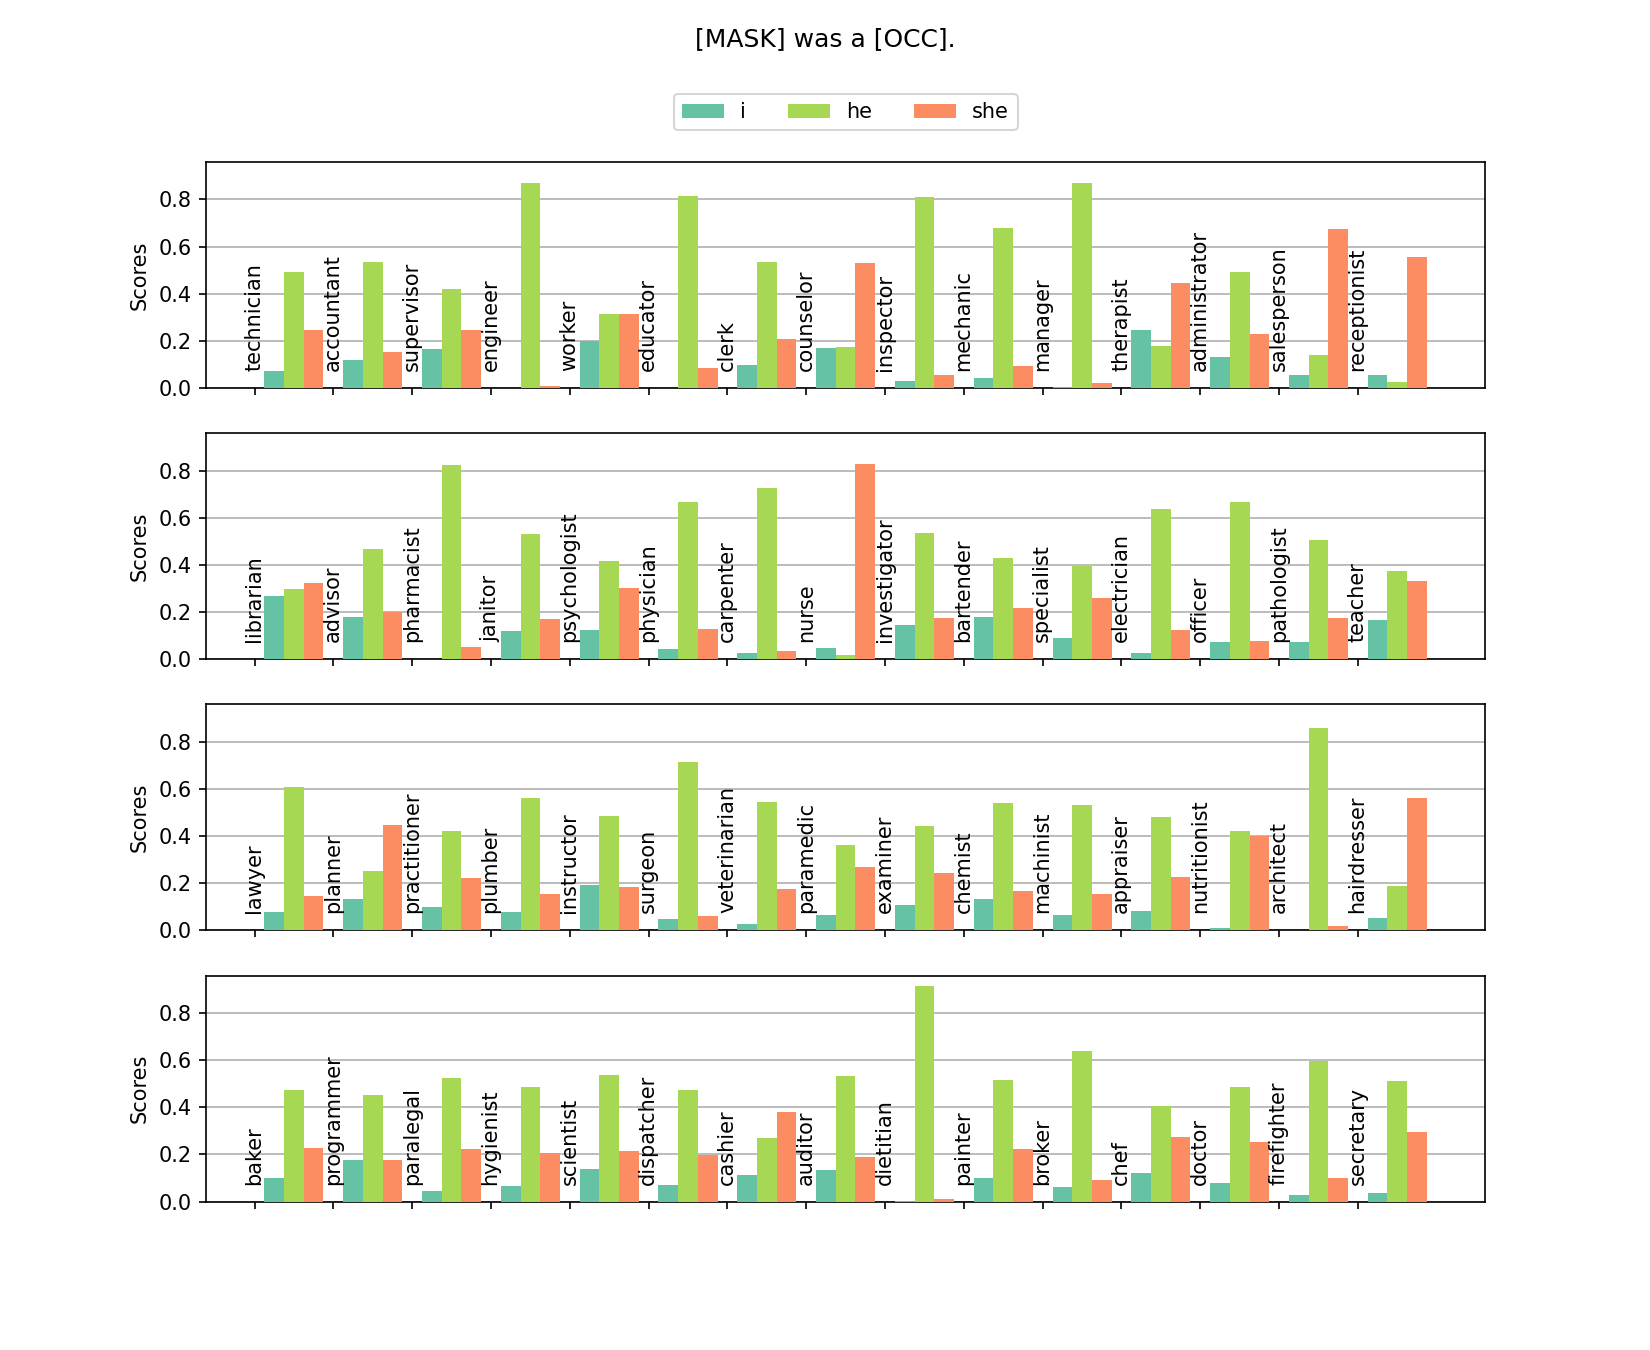 [MASK] was a [OCC].
i he she
Scores
0.8
0.6
0.4
0.2
0.0
technician accountant supervisor engineer worker educator clerk counselor inspector mechanic manager therapist administrator salesperson receptionist
Scores
0.8
0.6
0.4
0.2
0.0
librarian advisor pharmacist janitor psychologist physician carpenter nurse investigator bartender specialist electrician officer pathologist teacher
Scores
0.8
0.6
0.4
0.2
0.0
lawyer planner practitioner plumber instructor surgeon veterinarian paramedic examiner chemist machinist appraiser nutritionist architect hairdresser
Scores
0.8
0.6
0.4
0.2
0.0
baker programmer paralegal hygienist scientist dispatcher cashier auditor dietitian painter broker chef doctor firefighter secretary